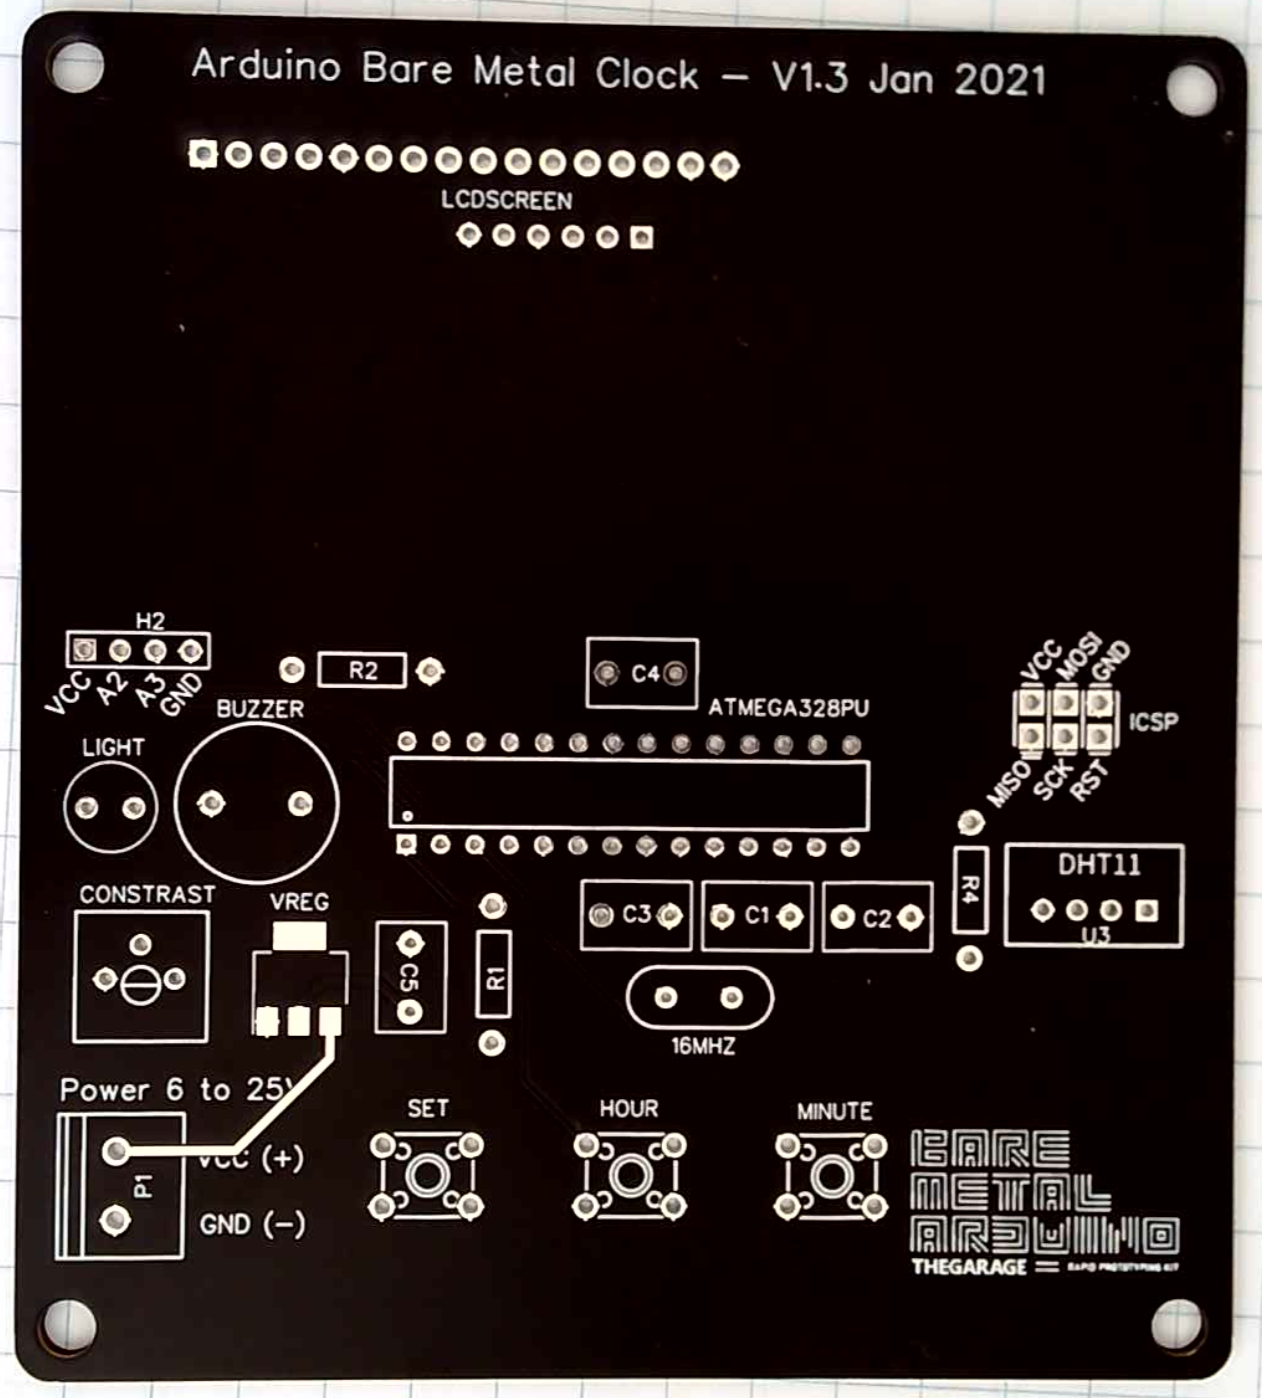 Arduino Bare Metal Clock – V1.3 Jan 2021
LCDSCREEN
H2
VCC A2 A3 GND
R2
C4
BUZZER
ATMEGA328PU
LIGHT
VCC MOSI GND
ICSP
MISO SCK RST
DHT11
U3
R4
CONSTRAST
VREG
C5
R1
C3
C1
C2
16MHZ
Power 6 to 25V
SET
HOUR
MINUTE
P1
VCC (+)
GND (–)
BARE
METAL
ARDUINO
THEGARAGE = RAPID PROTOTYPING KIT